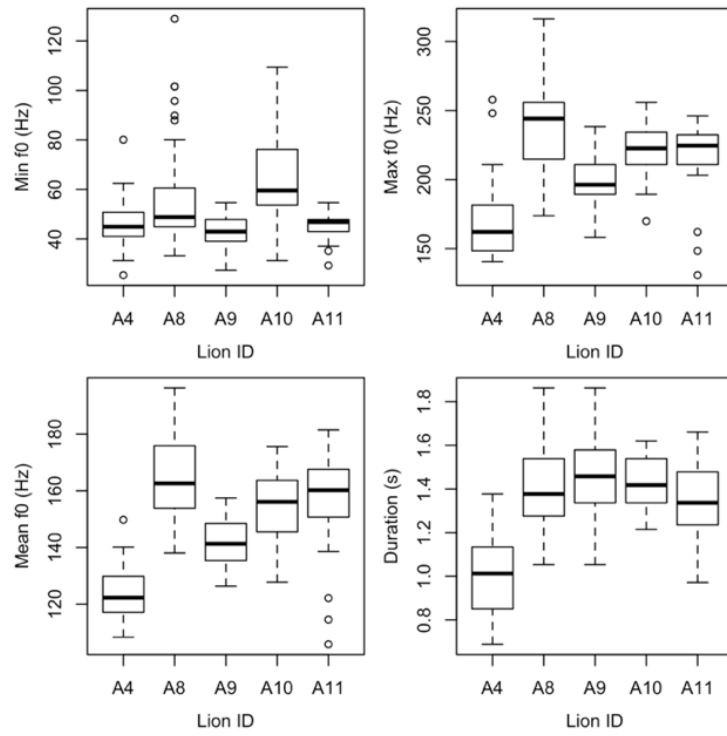 Min f0 (Hz)
120
100
80
60
40
A4 A8 A9 A10 A11
Lion ID
Max f0 (Hz)
300
250
200
150
A4 A8 A9 A10 A11
Lion ID
Mean f0 (Hz)
180
160
140
120
A4 A8 A9 A10 A11
Lion ID
Duration (s)
1.8
1.6
1.4
1.2
1.0
0.8
A4 A8 A9 A10 A11
Lion ID